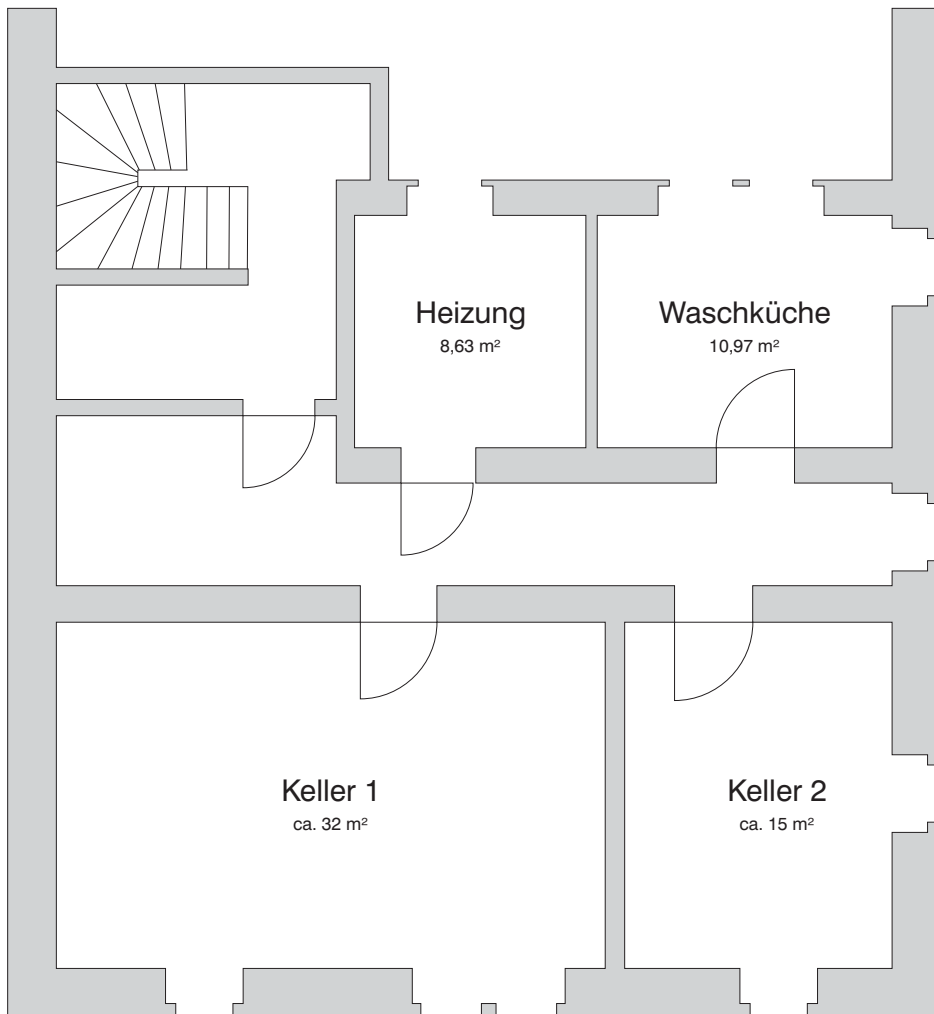 Heizung
8,63 m²
Waschküche
10,97 m²
Keller 1
ca. 32 m²
Keller 2
ca. 15 m²